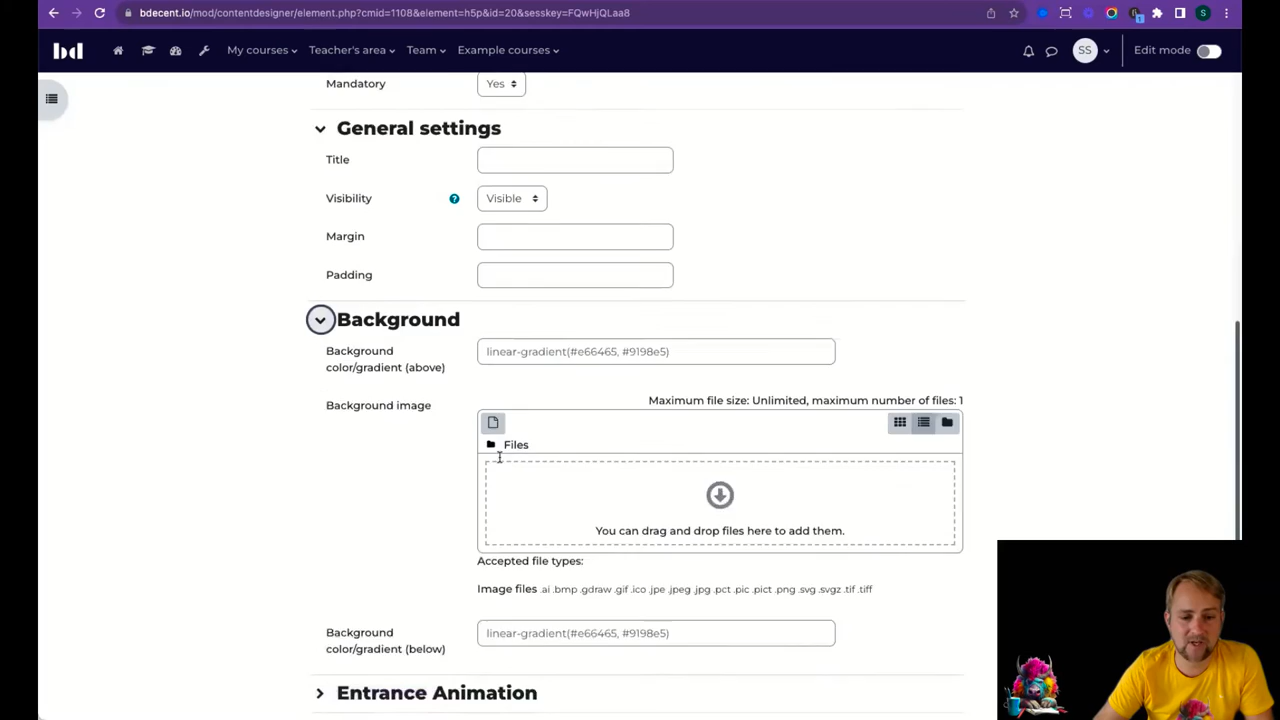 bdecent.io/mod/contentdesigner/element.php?cmid=1108&element=h5p&id=20&sesskey=FQwHjQLaa8
S
bd
My courses
Teacher's area
Team
Example courses
SS
Edit mode
Mandatory
Yes
General settings
Title
Visibility
?
Visible
Margin
Padding
Background
Background
color/gradient (above)
linear-gradient(#e66465, #9198e5)
Background image
Maximum file size: Unlimited, maximum number of files: 1
Files
You can drag and drop files here to add them.
Accepted file types:
Image files .ai .bmp .gdraw .gif .ico .jpe .jpeg .jpg .pct .pic .pict .png .svg .svgz .tif .tiff
Background
color/gradient (below)
linear-gradient(#e66465, #9198e5)
Entrance Animation